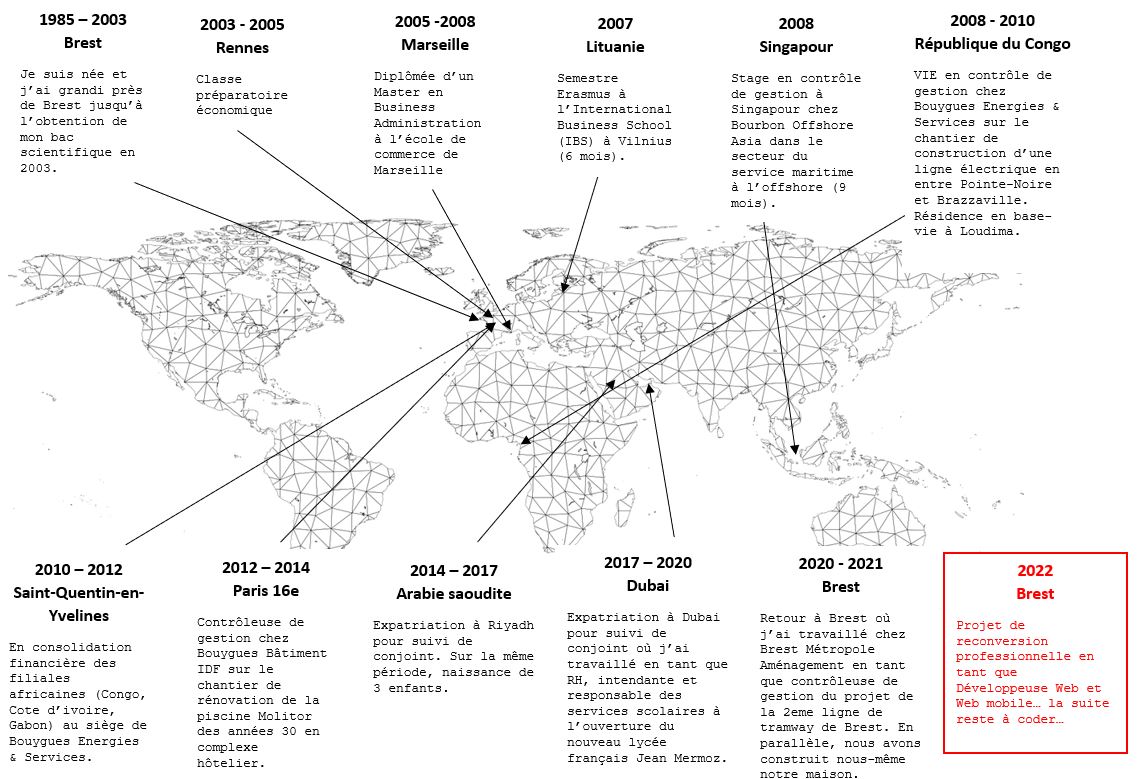 1985 – 2003
Brest
Je suis née et
j’ai grandi près
de Brest jusqu’à
l’obtention de
mon bac
scientifique en
2003.
2003 - 2005
Rennes
Classe
préparatoire
économique
2005 -2008
Marseille
Diplômée d’un
Master en
Business
Administration
à l’école de
commerce de
Marseille
2007
Lituanie
Semestre
Erasmus à
l’International
Business School
(IBS) à Vilnius
(6 mois).
2008
Singapour
Stage en contrôle
de gestion à
Singapour chez
Bourbon Offshore
Asia dans le
secteur du
service maritime
à l’offshore (9
mois).
2008 - 2010
République du Congo
VIE en contrôle de
gestion chez
Bouygues Energies &
Services sur le
chantier de
construction d’une
ligne électrique en
entre Pointe-Noire
et Brazzaville.
Résidence en base-
vie à Loudima.
2010 – 2012
Saint-Quentin-en-
Yvelines
En consolidation
financière des
filiales
africaines (Congo,
Cote d’ivoire,
Gabon) au siège de
Bouygues Energies
& Services.
2012 – 2014
Paris 16e
Contrôleuse de
gestion chez
Bouygues Bâtiment
IDF sur le
chantier de
rénovation de la
piscine Molitor
des années 30 en
complexe
hôtelier.
2014 – 2017
Arabie saoudite
Expatriation à Riyadh
pour suivi de
conjoint. Sur la même
période, naissance de
3 enfants.
2017 – 2020
Dubai
Expatriation à Dubai
pour suivi de
conjoint où j’ai
travaillé en tant que
RH, intendante et
responsable des
services scolaires à
l’ouverture du
nouveau lycée
français Jean Mermoz.
2020 - 2021
Brest
Retour à Brest où
j’ai travaillé chez
Brest Métropole
Aménagement en tant
que contrôleuse de
gestion du projet de
la 2eme ligne de
tramway de Brest. En
parallèle, nous avons
construit nous-même
notre maison.
2022
Brest
Projet de
reconversion
professionnelle en
tant que
Développeuse Web et
Web mobile… la suite
reste à coder…